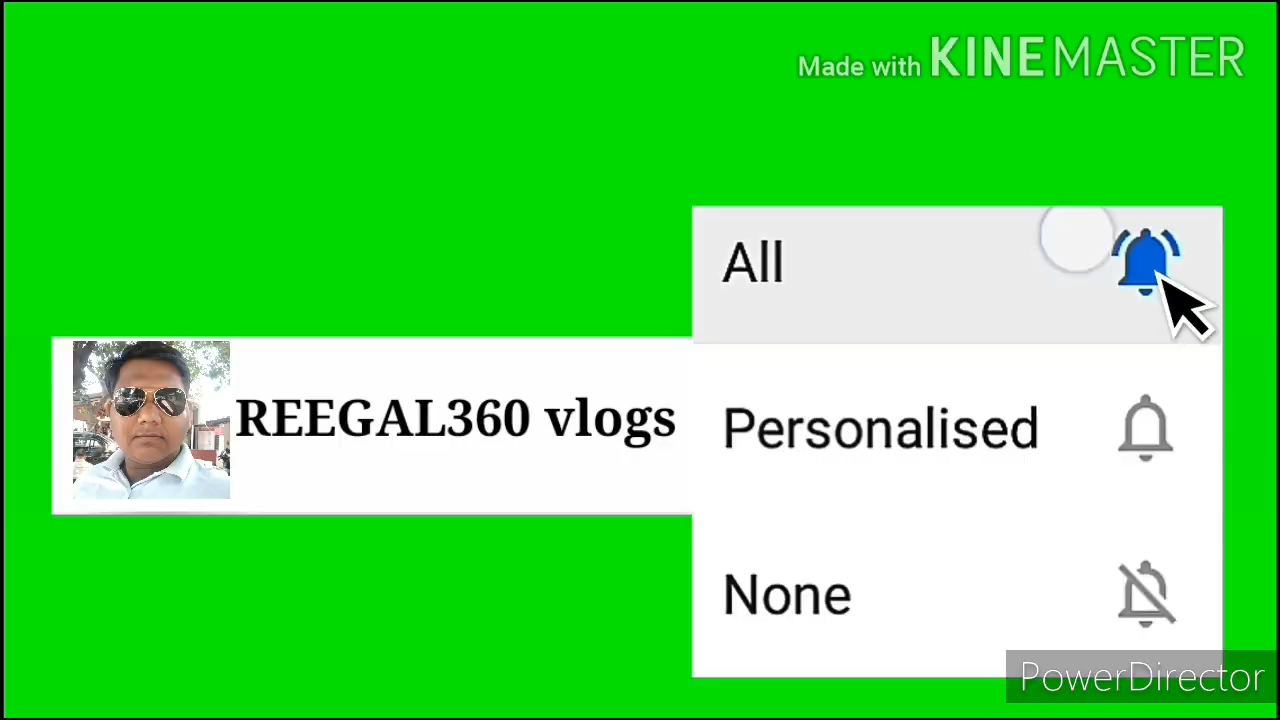 Made with KINEMASTER
All
REEGAL360 vlogs
Personalised
None
PowerDirector